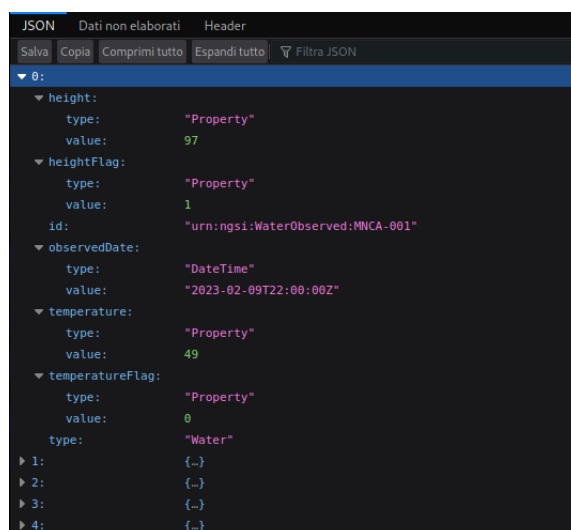 JSON Dati non elaborati Header
Salva Copia Comprimi tutto Espandi tutto Filtra JSON
0:
height:
type: "Property"
value: 97
heightFlag:
type: "Property"
value: 1
id: "urn:ngsi:WaterObserved:MNCA-001"
observedDate:
type: "DateTime"
value: "2023-02-09T22:00:00Z"
temperature:
type: "Property"
value: 49
temperatureFlag:
type: "Property"
value: 0
type: "Water"
1: {…}
2: {…}
3: {…}
4: {…}